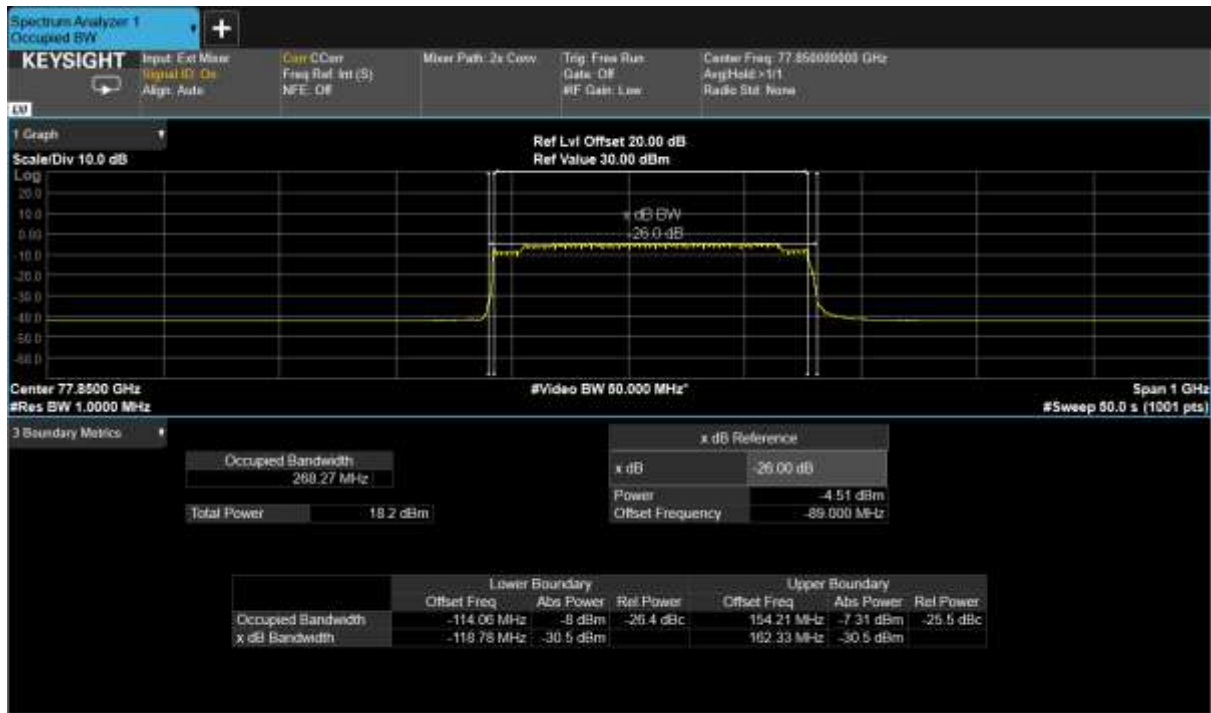 Spectrum Analyzer 1
Occupied BW
+
KEYSIGHT
Input: Ext Mixer
Signal ID: On
Align: Auto
Corr CCorr
Freq Ref: Int (S)
NFE: Off
Mixer Path: 2x Conv
Trig: Free Run
Gate: Off
#IF Gain: Low
Center Freq: 77.850000000 GHz
Avg|Hold:>1/1
Radio Std: None
LXI
1 Graph
Scale/Div 10.0 dB
Ref Lvl Offset 20.00 dB
Ref Value 30.00 dBm
Log
20.0
10.0
0.00
-10.0
-20.0
-30.0
-40.0
-50.0
-60.0
x dB BW
-26.0 dB
Center 77.8500 GHz
#Res BW 1.0000 MHz
#Video BW 50.000 MHz*
Span 1 GHz
#Sweep 50.0 s (1001 pts)
3 Boundary Metrics
Occupied Bandwidth
268.27 MHz
Total Power 18.2 dBm
x dB Reference
x dB -26.00 dB
Power -4.51 dBm
Offset Frequency -89.000 MHz
Lower Boundary Upper Boundary
Offset Freq Abs Power Rel Power Offset Freq Abs Power Rel Power
Occupied Bandwidth -114.06 MHz -8 dBm -26.4 dBc 154.21 MHz -7.31 dBm -25.5 dBc
x dB Bandwidth -118.78 MHz -30.5 dBm 162.33 MHz -30.5 dBm